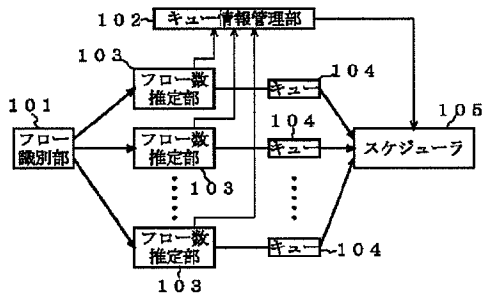 102
キュー情報管理部
103
フロー数
推定部
104
キュー
101
105
フロー
識別部
フロー数
推定部
104
キュー
スケジューラ
103
フロー数
推定部
キュー
104
103